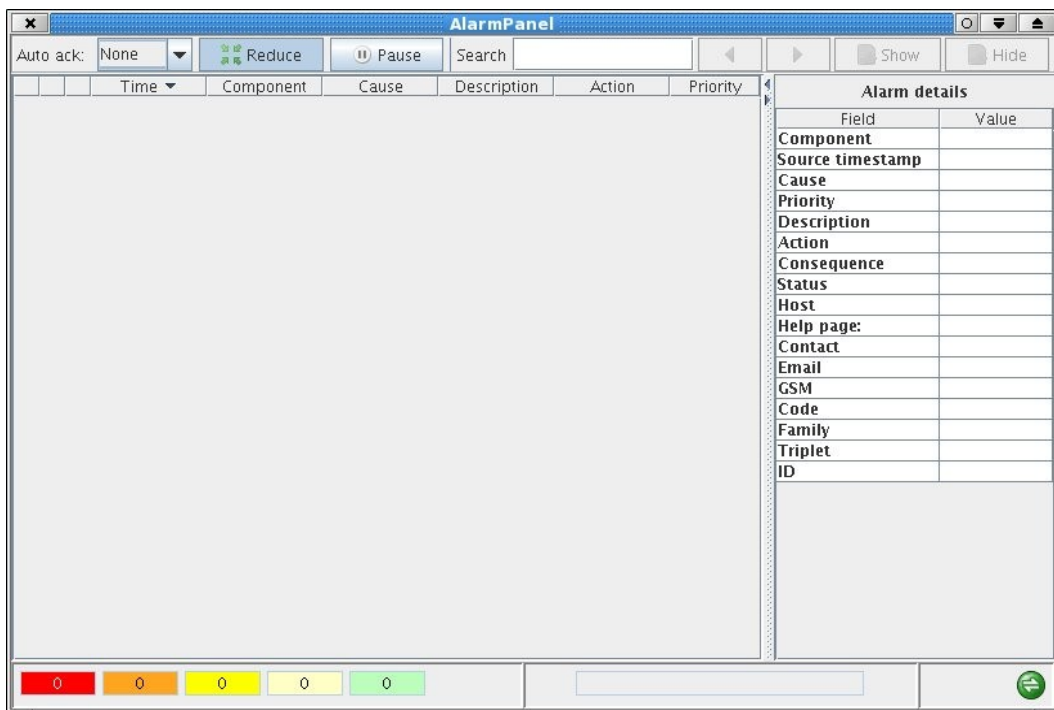 AlarmPanel
Auto ack: None Reduce Pause Search Show Hide
Time Component Cause Description Action Priority
Alarm details
Field Value
Component
Source timestamp
Cause
Priority
Description
Action
Consequence
Status
Host
Help page:
Contact
Email
GSM
Code
Family
Triplet
ID
0 0 0 0 0